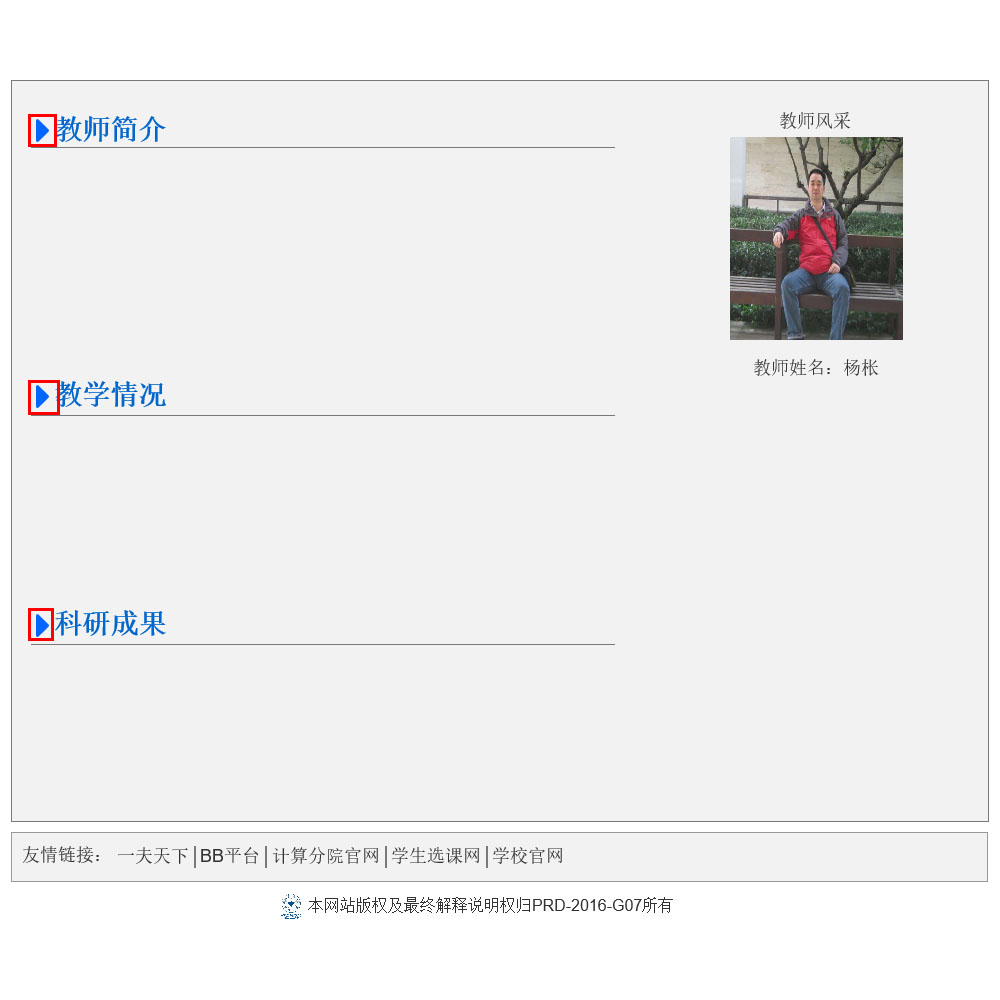 教师简介
教师风采
教师姓名：杨枨
教学情况
科研成果
友情链接： 一夫天下|BB平台|计算分院官网|学生选课网|学校官网
本网站版权及最终解释说明权归PRD-2016-G07所有